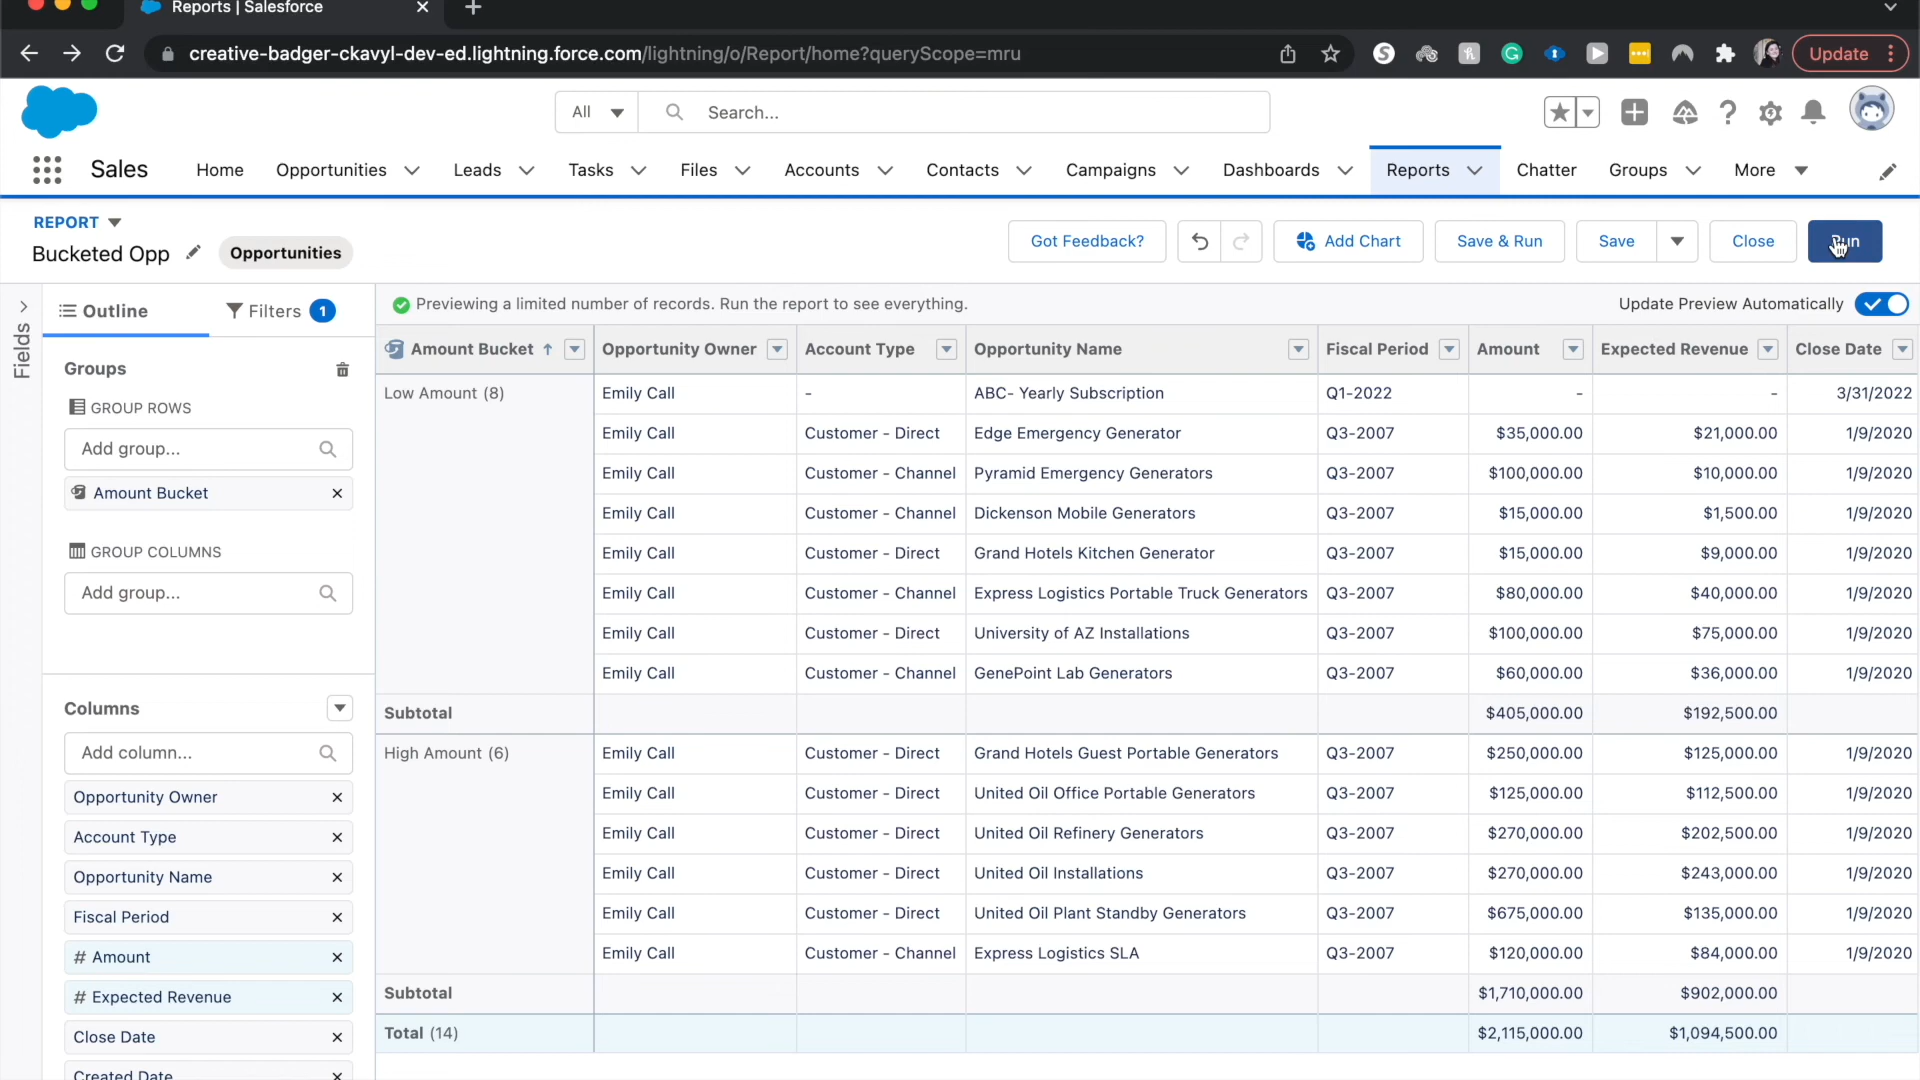 Reports | Salesforce
creative-badger-ckavyl-dev-ed.lightning.force.com/lightning/o/Report/home?queryScope=mru
Update
All Search...
Sales Home Opportunities Leads Tasks Files Accounts Contacts Campaigns Dashboards Reports Chatter Groups More
REPORT
Bucketed Opp Opportunities
Got Feedback? Add Chart Save & Run Save Close Run
Fields
Outline Filters 1
Previewing a limited number of records. Run the report to see everything. Update Preview Automatically
Groups
GROUP ROWS
Add group...
Amount Bucket
GROUP COLUMNS
Add group...
Columns
Add column...
Opportunity Owner
Account Type
Opportunity Name
Fiscal Period
# Amount
# Expected Revenue
Close Date
Created Date
Amount Bucket ↑ Opportunity Owner Account Type Opportunity Name Fiscal Period Amount Expected Revenue Close Date
Low Amount (8) Emily Call - ABC- Yearly Subscription Q1-2022 - - 3/31/2022
Emily Call Customer - Direct Edge Emergency Generator Q3-2007 $35,000.00 $21,000.00 1/9/2020
Emily Call Customer - Channel Pyramid Emergency Generators Q3-2007 $100,000.00 $10,000.00 1/9/2020
Emily Call Customer - Channel Dickenson Mobile Generators Q3-2007 $15,000.00 $1,500.00 1/9/2020
Emily Call Customer - Direct Grand Hotels Kitchen Generator Q3-2007 $15,000.00 $9,000.00 1/9/2020
Emily Call Customer - Channel Express Logistics Portable Truck Generators Q3-2007 $80,000.00 $40,000.00 1/9/2020
Emily Call Customer - Direct University of AZ Installations Q3-2007 $100,000.00 $75,000.00 1/9/2020
Emily Call Customer - Channel GenePoint Lab Generators Q3-2007 $60,000.00 $36,000.00 1/9/2020
Subtotal $405,000.00 $192,500.00
High Amount (6) Emily Call Customer - Direct Grand Hotels Guest Portable Generators Q3-2007 $250,000.00 $125,000.00 1/9/2020
Emily Call Customer - Direct United Oil Office Portable Generators Q3-2007 $125,000.00 $112,500.00 1/9/2020
Emily Call Customer - Direct United Oil Refinery Generators Q3-2007 $270,000.00 $202,500.00 1/9/2020
Emily Call Customer - Direct United Oil Installations Q3-2007 $270,000.00 $243,000.00 1/9/2020
Emily Call Customer - Direct United Oil Plant Standby Generators Q3-2007 $675,000.00 $135,000.00 1/9/2020
Emily Call Customer - Channel Express Logistics SLA Q3-2007 $120,000.00 $84,000.00 1/9/2020
Subtotal $1,710,000.00 $902,000.00
Total (14) $2,115,000.00 $1,094,500.00